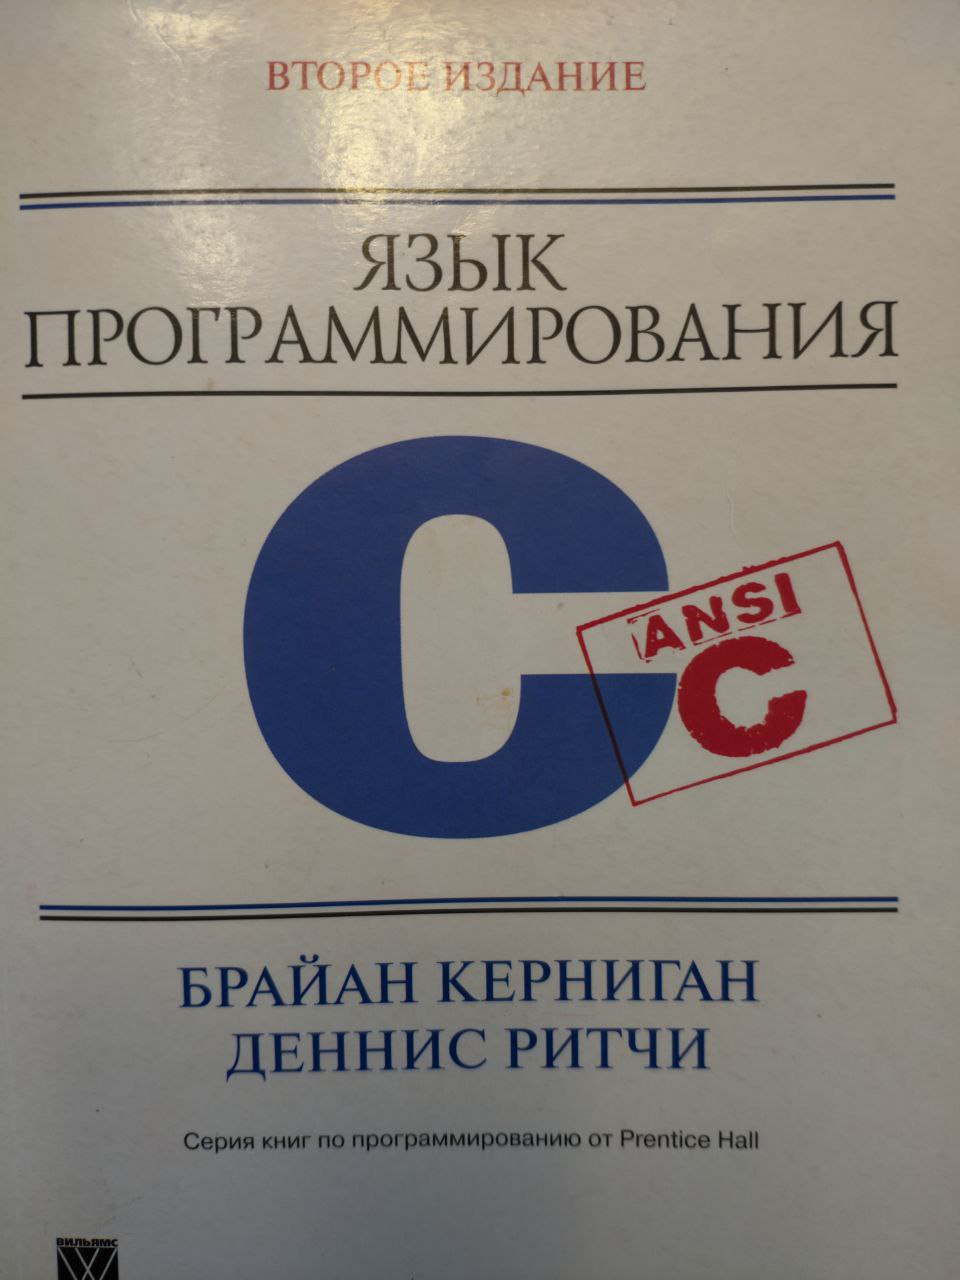 ВТОРОЕ ИЗДАНИЕ
ЯЗЫК
ПРОГРАММИРОВАНИЯ
C
ANSI
C
БРАЙАН КЕРНИГАН
ДЕННИС РИТЧИ
Серия книг по программированию от Prentice Hall
ВИЛЬЯМС